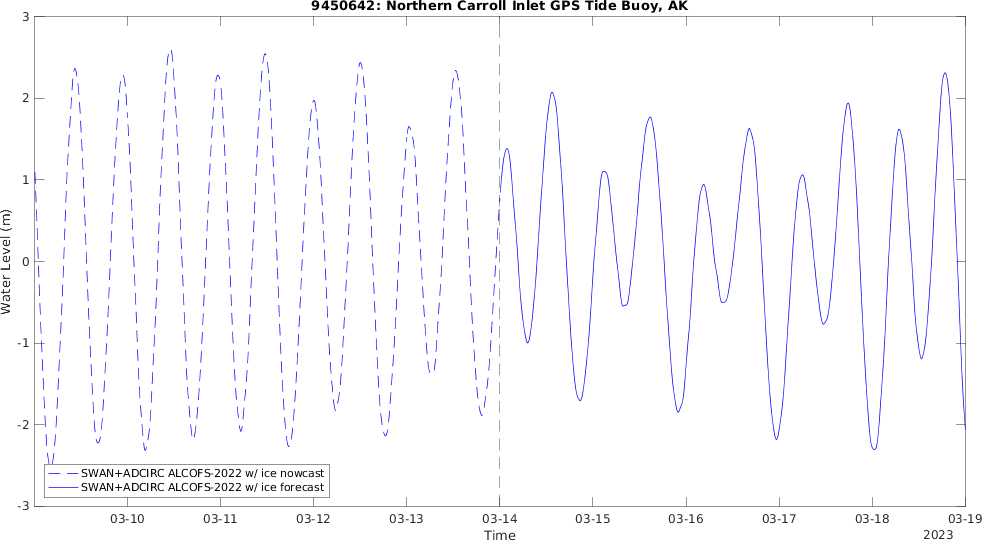 9450642: Northern Carroll Inlet GPS Tide Buoy, AK
3
2
1
0
-1
-2
-3
Water Level (m)
SWAN+ADCIRC ALCOFS-2022 w/ ice nowcast
SWAN+ADCIRC ALCOFS-2022 w/ ice forecast
03-10 03-11 03-12 03-13 03-14 03-15 03-16 03-17 03-18 03-19
Time
2023